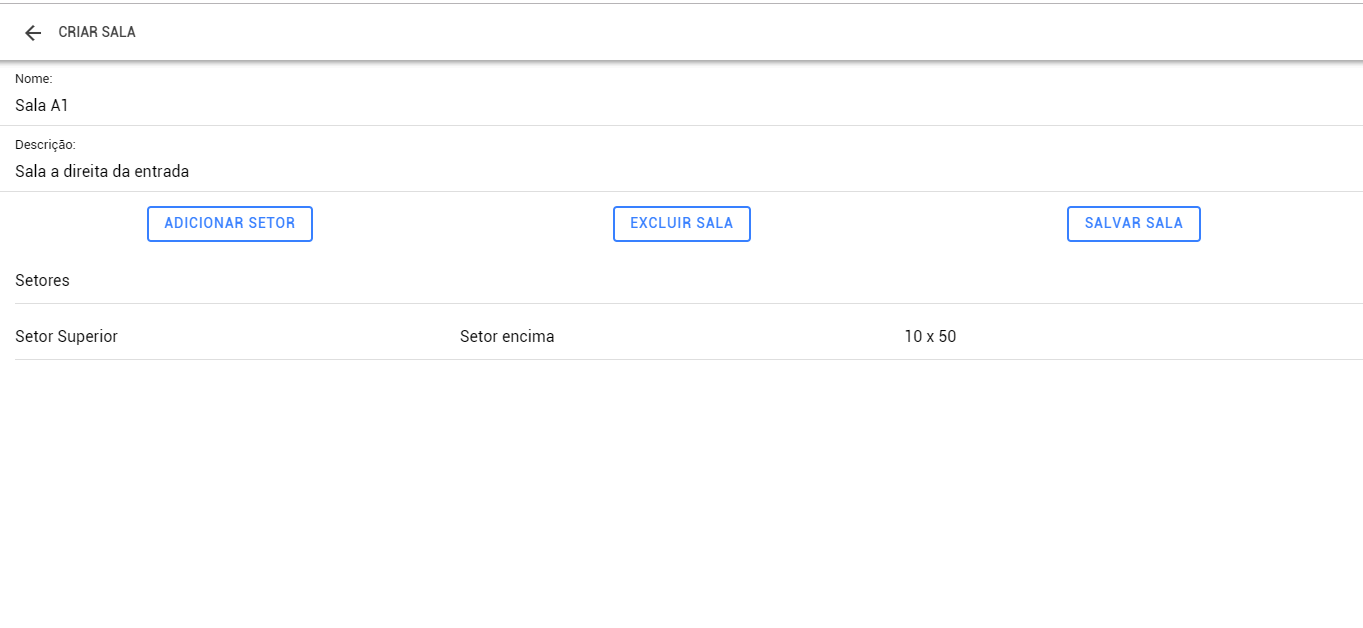 CRIAR SALA
Nome:
Sala A1
Descrição:
Sala a direita da entrada
ADICIONAR SETOR EXCLUIR SALA SALVAR SALA
Setores
Setor Superior Setor encima 10 x 50